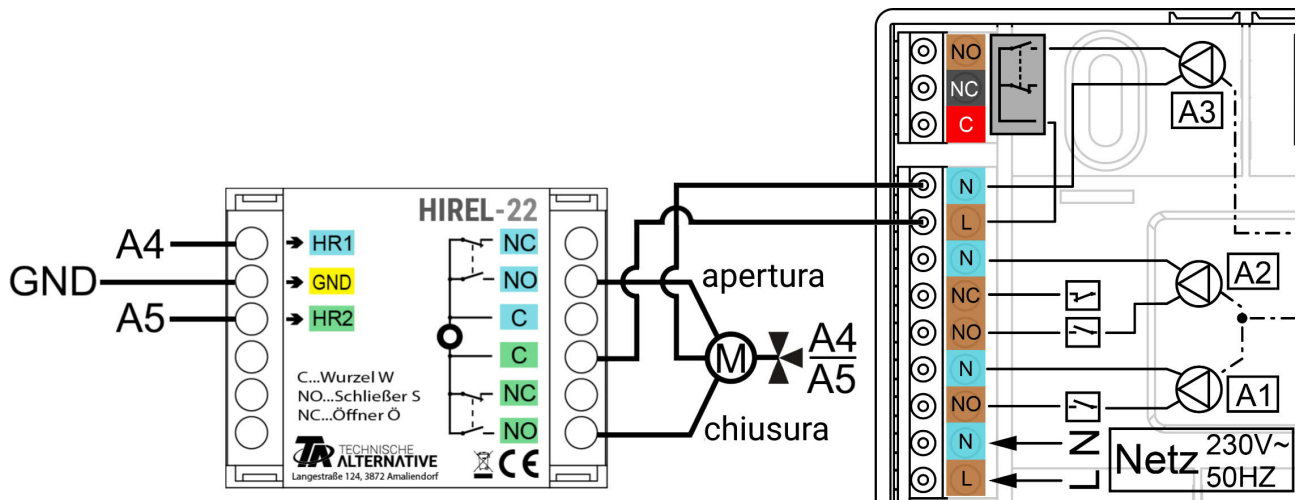 HIREL-22
A4
HR1
GND
GND
A5
HR2
NC
NO
C
C
NC
NO
C...Wurzel W
NO...Schließer S
NC...Öffner Ö
TA TECHNISCHE
ALTERNATIVE
Langestraße 124, 3872 Amaliendorf
CE
apertura
M
A4
A5
chiusura
NO
NC
C
A3
N
L
N
NC
NO
A2
N
NO
A1
N
L
N
L
Netz 230V~
50HZ